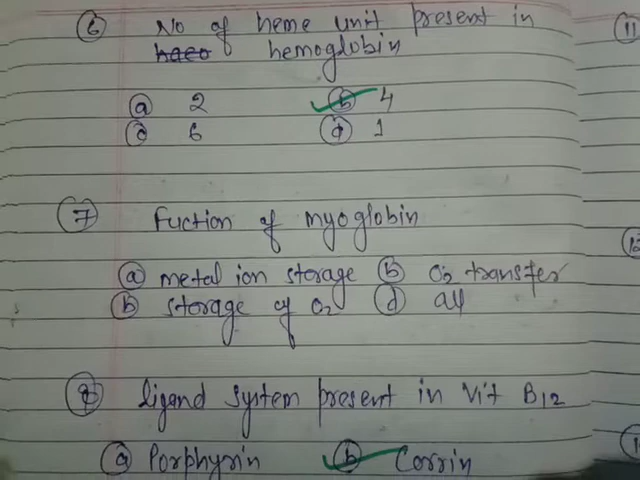 6 No of heme unit present in
haeo hemoglobin
a 2 b 4
c 6 d 1
7 Fuction of myoglobin
a metal ion storage b O2 transfer
b storage of O2 d all
8 ligand system present in Vit B12
a Porphyrin b Corrin
11